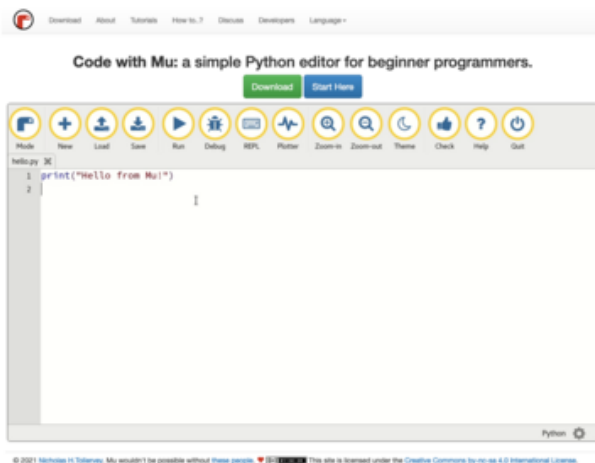 Download About Tutorials How to..? Discuss Developers Language
Code with Mu: a simple Python editor for beginner programmers.
Download Start Here
Mode New Load Save Run Debug REPL Plotter Zoom-in Zoom-out Theme Check Help Quit
hello.py
1 print("Hello from Mu!")
2
Python
© 2021 Nicholas H.Tollervey. Mu wouldn't be possible without these people. This site is licensed under the Creative Commons by-nc-sa 4.0 International License.